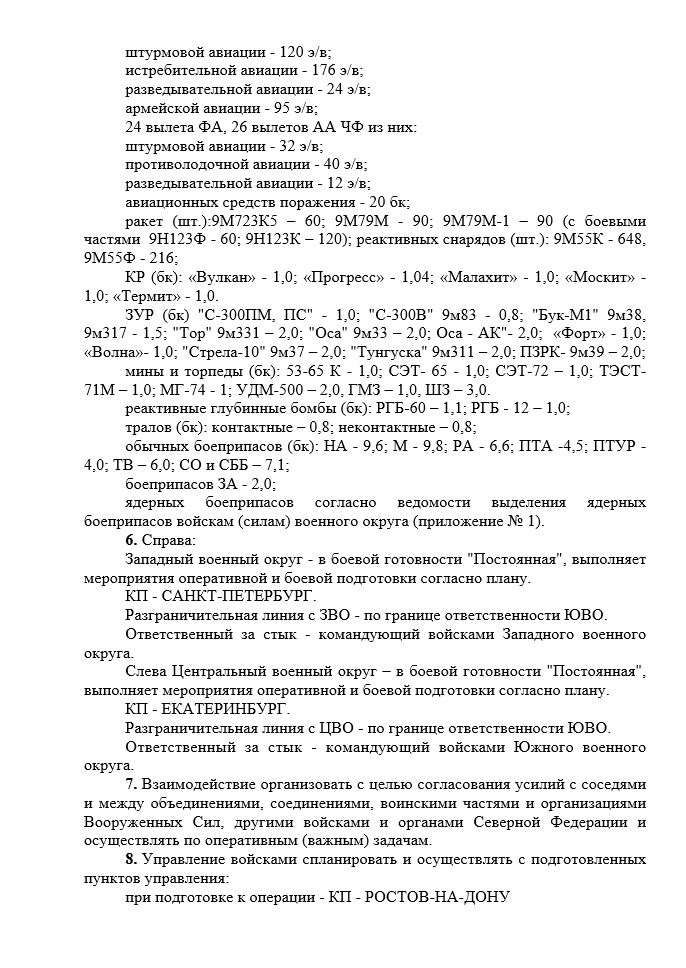 штурмовой авиации - 120 э/в;
истребительной авиации - 176 э/в;
разведывательной авиации - 24 э/в;
армейской авиации - 95 э/в;
24 вылета ФА, 26 вылетов АА ЧФ из них:
штурмовой авиации - 32 э/в;
противолодочной авиации - 40 э/в;
разведывательной авиации - 12 э/в;
авиационных средств поражения - 20 бк;
ракет (шт.):9М723К5 – 60; 9М79М - 90; 9М79М-1 – 90 (с боевыми
частями 9Н123Ф - 60; 9Н123К – 120); реактивных снарядов (шт.): 9М55К - 648,
9М55Ф - 216;
КР (бк): «Вулкан» - 1,0; «Прогресс» - 1,04; «Малахит» - 1,0; «Москит» -
1,0; «Термит» - 1,0.
ЗУР (бк) "С-300ПМ, ПС" - 1,0; "С-300В" 9м83 - 0,8; "Бук-М1" 9м38,
9м317 - 1,5; "Тор" 9м331 – 2,0; "Оса" 9м33 – 2,0; Оса - АК"- 2,0; «Форт» - 1,0;
«Волна»- 1,0; "Стрела-10" 9м37 – 2,0; "Тунгуска" 9м311 – 2,0; ПЗРК- 9м39 – 2,0;
мины и торпеды (бк): 53-65 К - 1,0; СЭТ- 65 - 1,0; СЭТ-72 – 1,0; ТЭСТ-
71М – 1,0; МГ-74 - 1; УДМ-500 – 2,0, ГМЗ – 1,0, ШЗ – 3,0.
реактивные глубинные бомбы (бк): РГБ-60 – 1,1; РГБ - 12 – 1,0;
тралов (бк): контактные – 0,8; неконтактные – 0,8;
обычных боеприпасов (бк): НА - 9,6; М - 9,8; РА - 6,6; ПТА -4,5; ПТУР -
4,0; ТВ – 6,0; СО и СББ – 7,1;
боеприпасов ЗА - 2,0;
ядерных боеприпасов согласно ведомости выделения ядерных
боеприпасов войскам (силам) военного округа (приложение № 1).
6. Справа:
Западный военный округ - в боевой готовности "Постоянная", выполняет
мероприятия оперативной и боевой подготовки согласно плану.
КП - САНКТ-ПЕТЕРБУРГ.
Разграничительная линия с ЗВО - по границе ответственности ЮВО.
Ответственный за стык - командующий войсками Западного военного
округа.
Слева Центральный военный округ – в боевой готовности "Постоянная",
выполняет мероприятия оперативной и боевой подготовки согласно плану.
КП - ЕКАТЕРИНБУРГ.
Разграничительная линия с ЦВО - по границе ответственности ЮВО.
Ответственный за стык - командующий войсками Южного военного
округа.
7. Взаимодействие организовать с целью согласования усилий с соседями
и между объединениями, соединениями, воинскими частями и организациями
Вооруженных Сил, другими войсками и органами Северной Федерации и
осуществлять по оперативным (важным) задачам.
8. Управление войсками спланировать и осуществлять с подготовленных
пунктов управления:
при подготовке к операции - КП - РОСТОВ-НА-ДОНУ